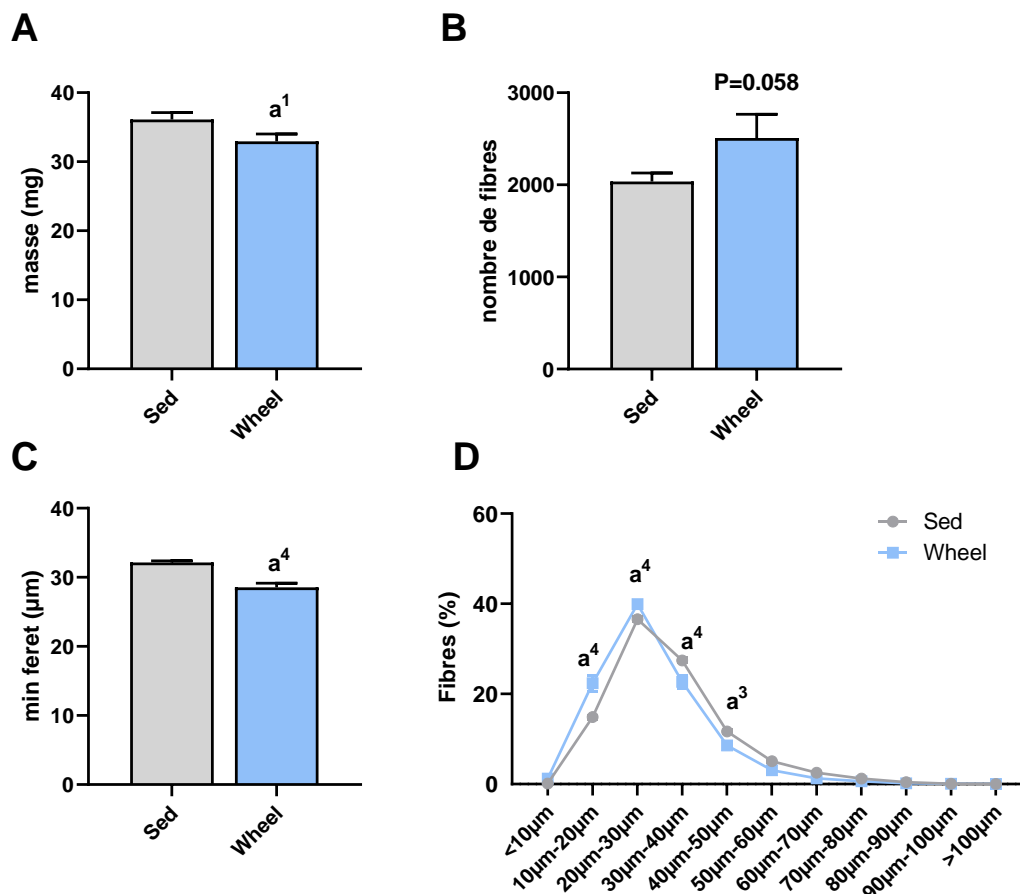 A
masse (mg)
40
30
20
10
0
a¹
Sed
Wheel
B
nombre de fibres
3000
2000
1000
0
P=0.058
Sed
Wheel
C
min feret (µm)
40
30
20
10
0
a⁴
Sed
Wheel
D
Fibres (%)
60
40
20
0
a⁴
a⁴
a⁴
a³
Sed
Wheel
<10µm
10µm-20µm
20µm-30µm
30µm-40µm
40µm-50µm
50µm-60µm
60µm-70µm
70µm-80µm
80µm-90µm
90µm-100µm
>100µm